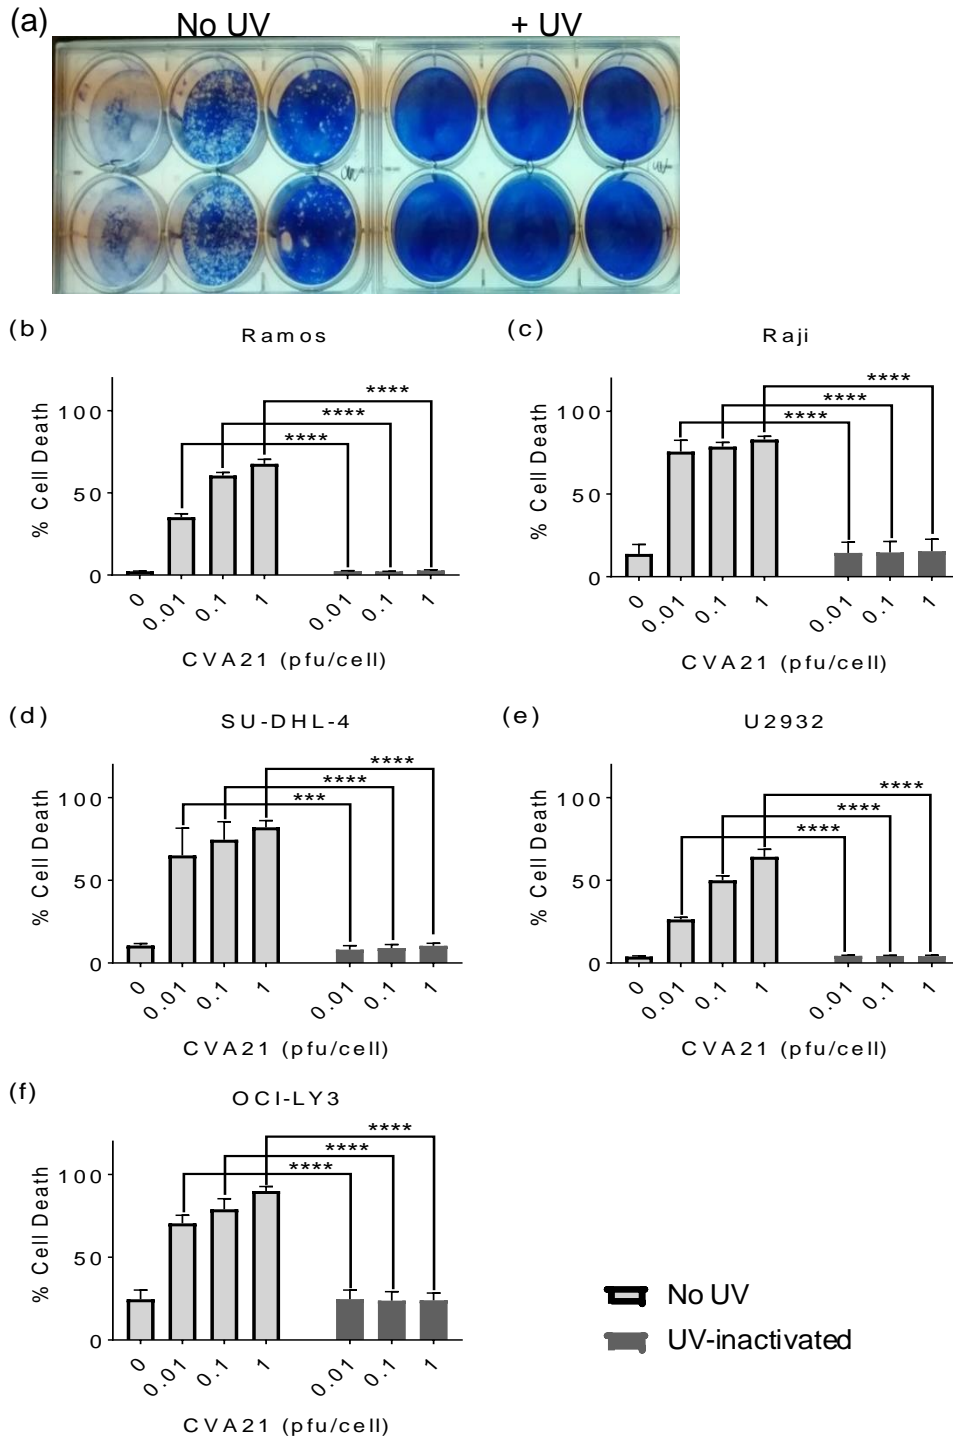 (a) No UV + UV
(b) Ramos
% Cell Death
100
50
0
**** **** ****
0 0.01 0.1 1 0.01 0.1 1
CVA21 (pfu/cell)
(c) Raji
% Cell Death
100
50
0
**** **** ****
0 0.01 0.1 1 0.01 0.1 1
CVA21 (pfu/cell)
(d) SU-DHL-4
% Cell Death
100
50
0
**** **** ***
0 0.01 0.1 1 0.01 0.1 1
CVA21 (pfu/cell)
(e) U2932
% Cell Death
100
50
0
**** **** ****
0 0.01 0.1 1 0.01 0.1 1
CVA21 (pfu/cell)
(f) OCI-LY3
% Cell Death
100
50
0
**** **** ****
0 0.01 0.1 1 0.01 0.1 1
CVA21 (pfu/cell)
No UV
UV-inactivated